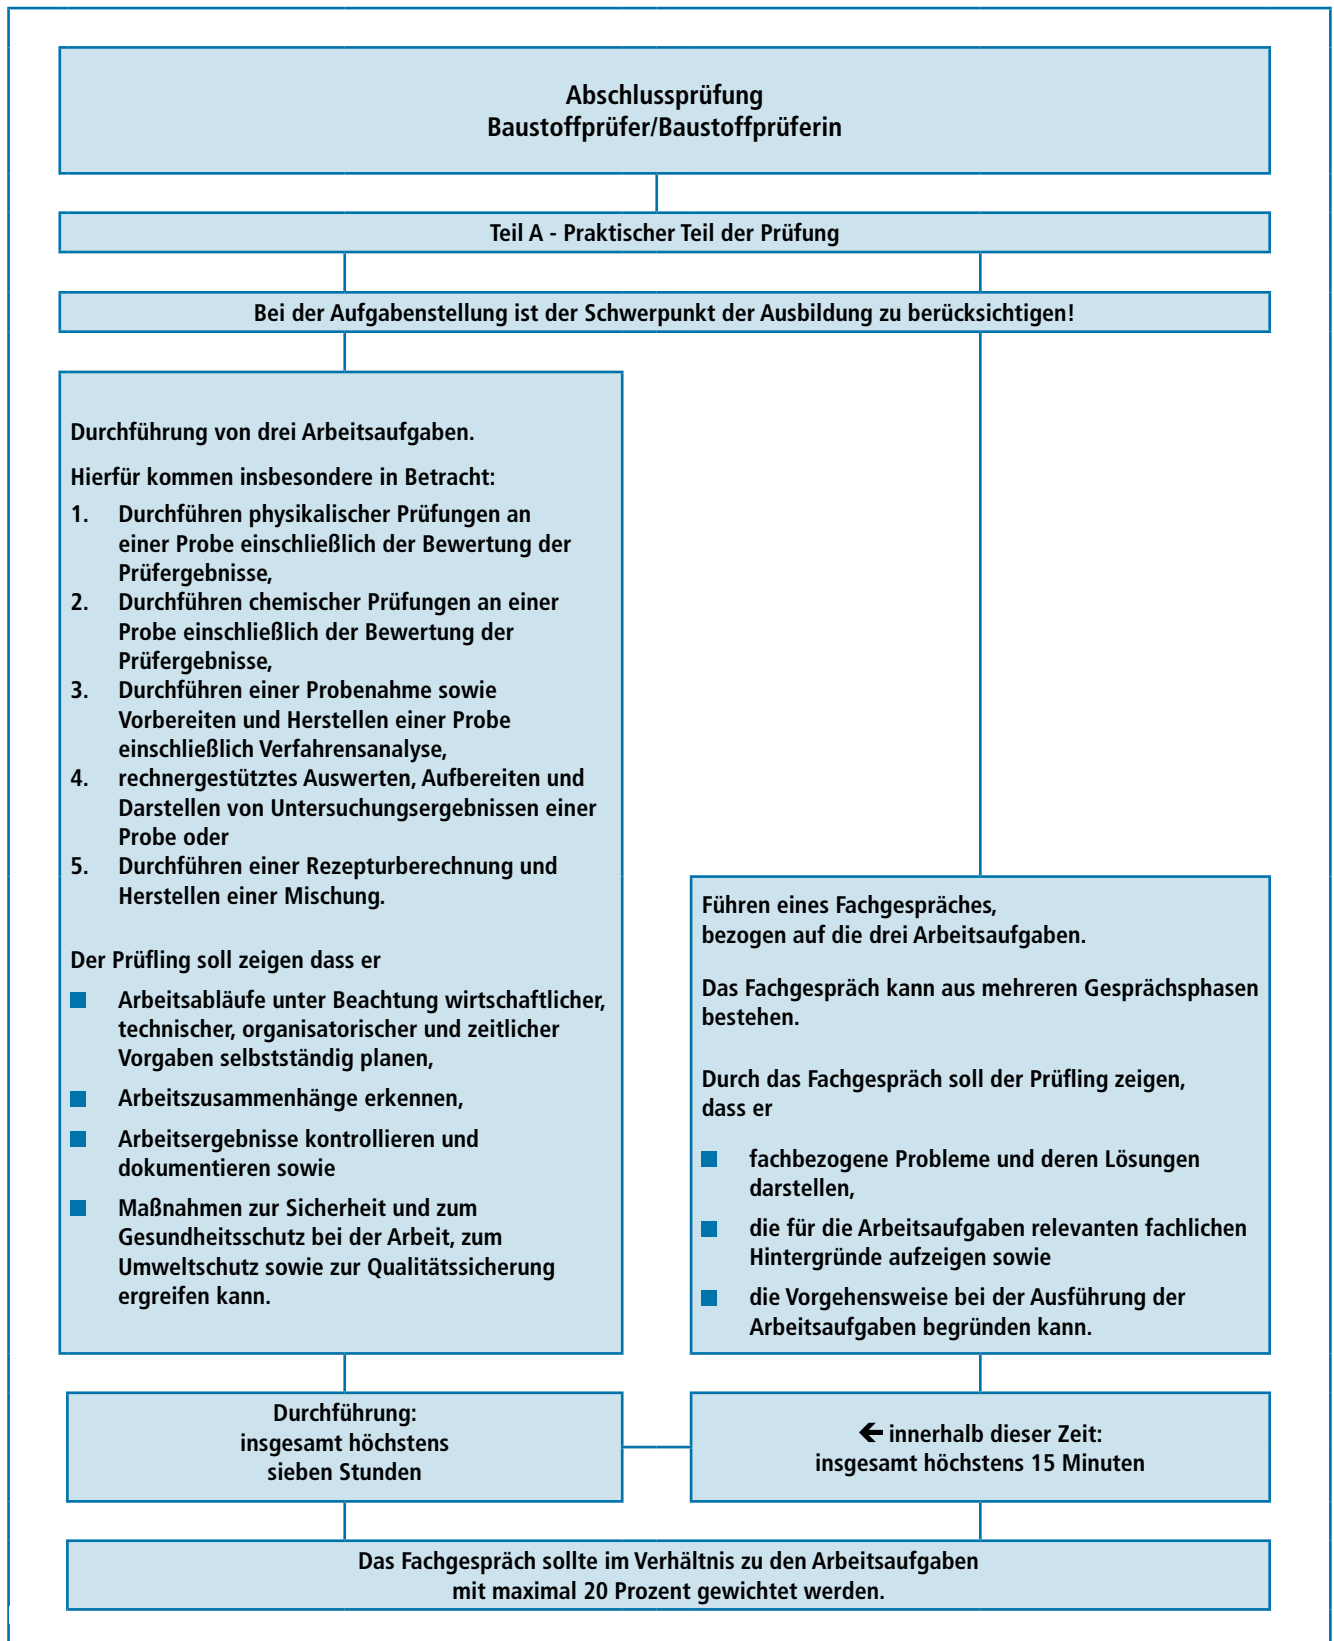 Abschlussprüfung
Baustoffprüfer/Baustoffprüferin
Teil A - Praktischer Teil der Prüfung
Bei der Aufgabenstellung ist der Schwerpunkt der Ausbildung zu berücksichtigen!
Durchführung von drei Arbeitsaufgaben.
Hierfür kommen insbesondere in Betracht:
1. Durchführen physikalischer Prüfungen an
einer Probe einschließlich der Bewertung der
Prüfergebnisse,
2. Durchführen chemischer Prüfungen an einer
Probe einschließlich der Bewertung der
Prüfergebnisse,
3. Durchführen einer Probenahme sowie
Vorbereiten und Herstellen einer Probe
einschließlich Verfahrensanalyse,
4. rechnergestütztes Auswerten, Aufbereiten und
Darstellen von Untersuchungsergebnissen einer
Probe oder
5. Durchführen einer Rezepturberechnung und
Herstellen einer Mischung.
Der Prüfling soll zeigen dass er
■ Arbeitsabläufe unter Beachtung wirtschaftlicher,
technischer, organisatorischer und zeitlicher
Vorgaben selbstständig planen,
■ Arbeitszusammenhänge erkennen,
■ Arbeitsergebnisse kontrollieren und
dokumentieren sowie
■ Maßnahmen zur Sicherheit und zum
Gesundheitsschutz bei der Arbeit, zum
Umweltschutz sowie zur Qualitätssicherung
ergreifen kann.
Führen eines Fachgespräches,
bezogen auf die drei Arbeitsaufgaben.
Das Fachgespräch kann aus mehreren Gesprächsphasen
bestehen.
Durch das Fachgespräch soll der Prüfling zeigen,
dass er
■ fachbezogene Probleme und deren Lösungen
darstellen,
■ die für die Arbeitsaufgaben relevanten fachlichen
Hintergründe aufzeigen sowie
■ die Vorgehensweise bei der Ausführung der
Arbeitsaufgaben begründen kann.
Durchführung:
insgesamt höchstens
sieben Stunden
← innerhalb dieser Zeit:
insgesamt höchstens 15 Minuten
Das Fachgespräch sollte im Verhältnis zu den Arbeitsaufgaben
mit maximal 20 Prozent gewichtet werden.